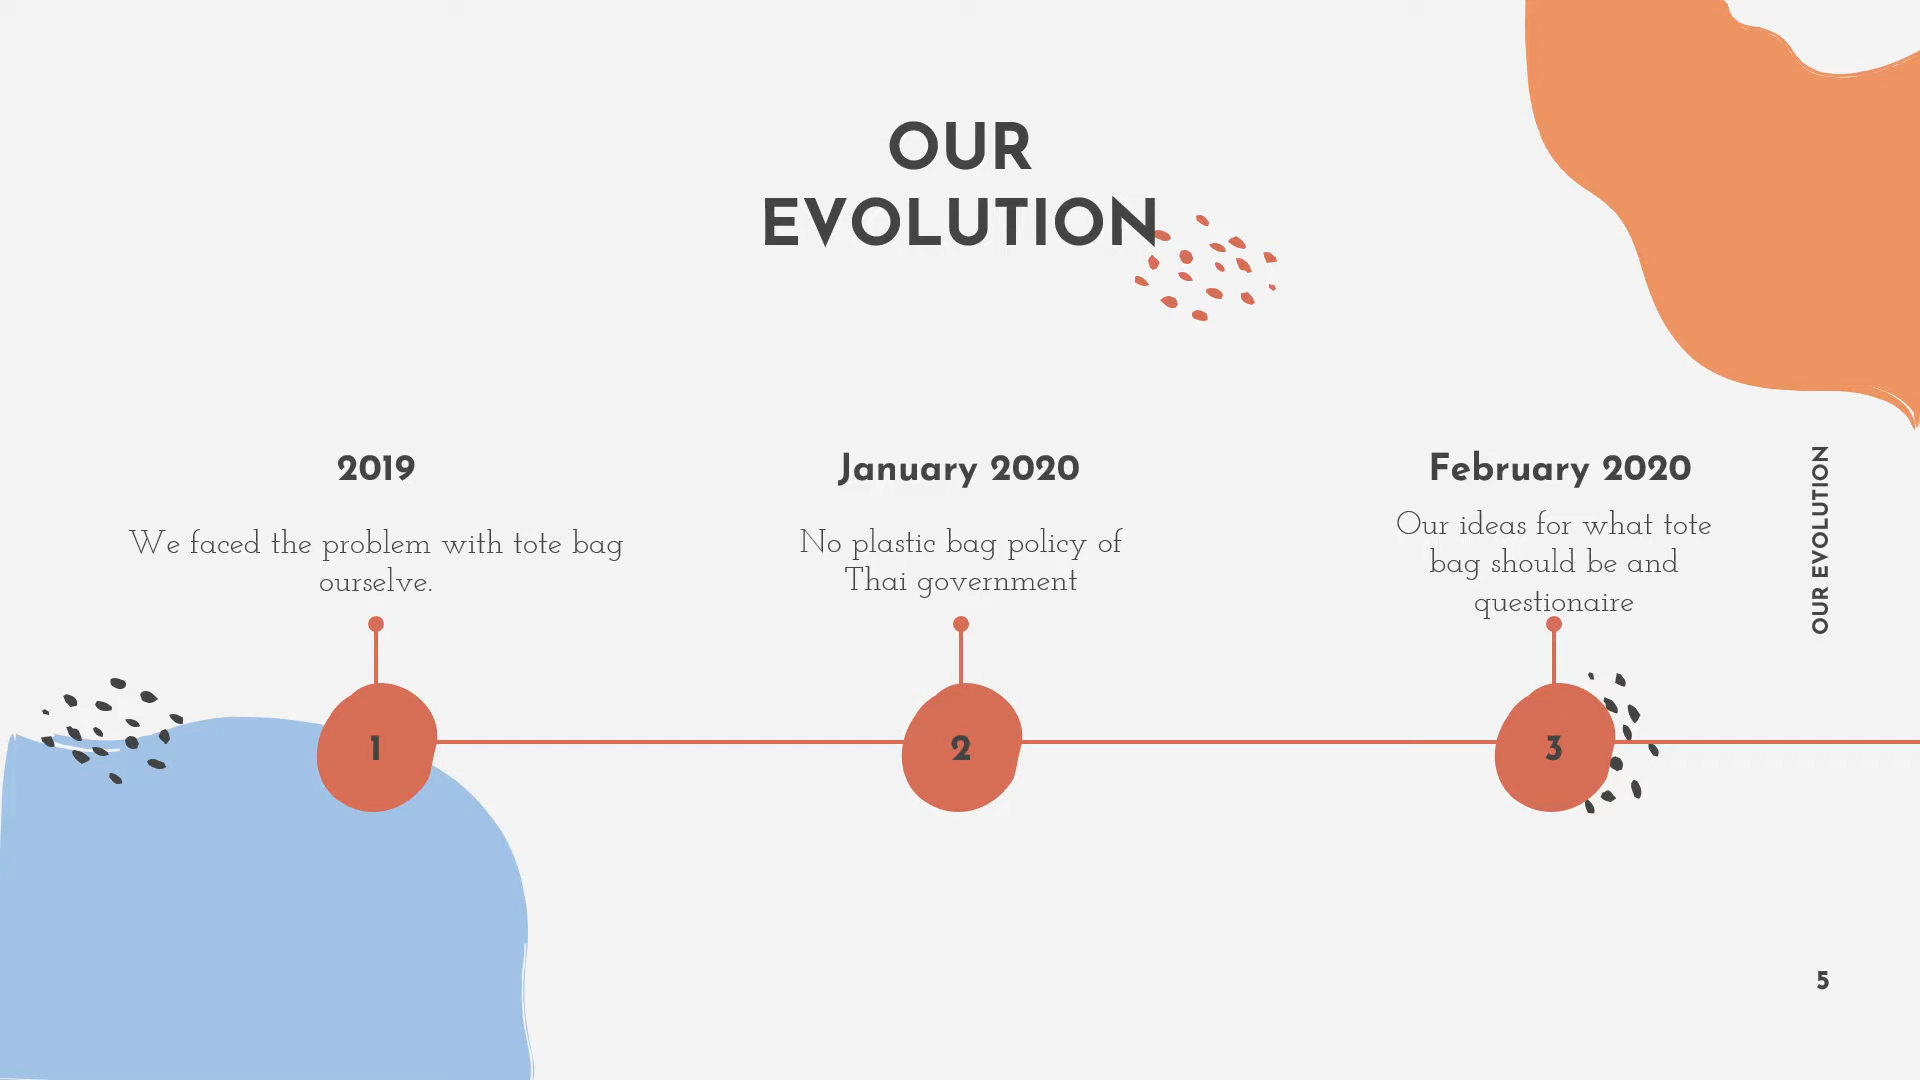 OUR
EVOLUTION
2019
We faced the problem with tote bag
ourselve.
January 2020
No plastic bag policy of
Thai government
February 2020
Our ideas for what tote
bag should be and
questionaire
OUR EVOLUTION
1
2
3
5